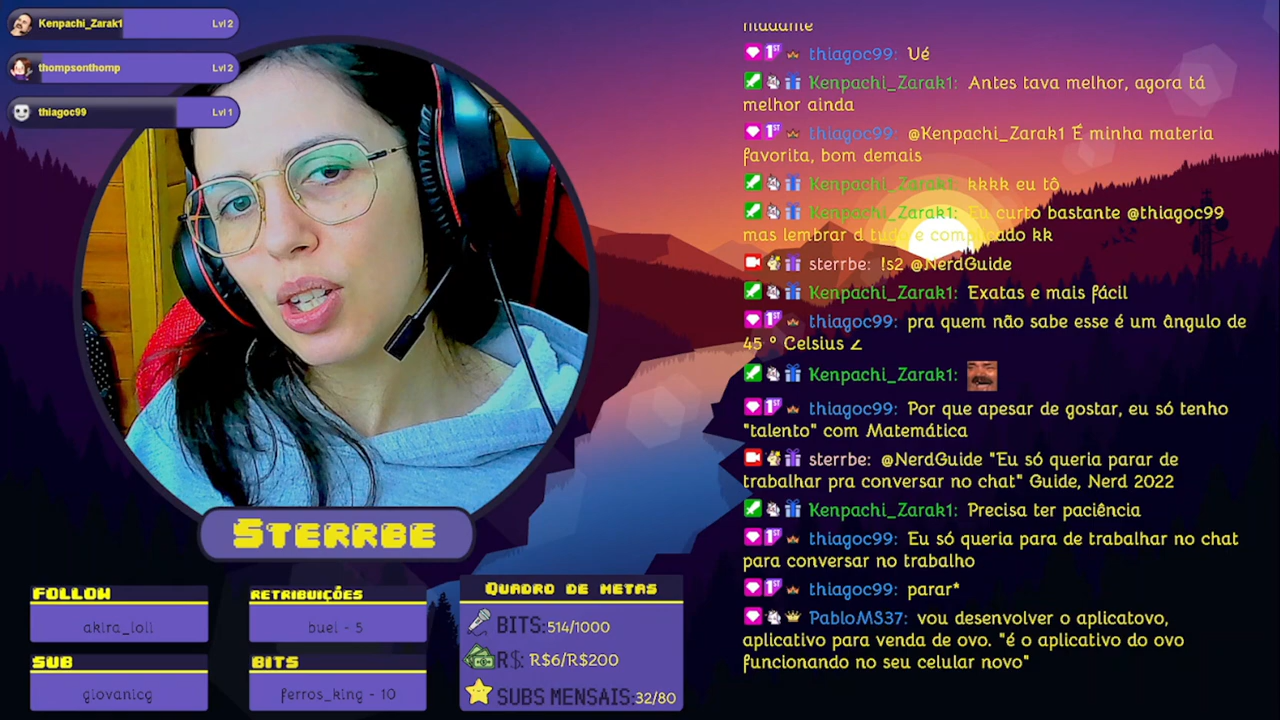 Kenpachi_Zarak1 Lvl 2
thompsonthomp Lvl 2
thiagoc99 Lvl 1
STERRBE
FOLLOW
akira_loll
RETRIBUIÇÕES
buel - 5
SUB
giovanicg
BITS
ferros_king - 10
QUADRO DE METAS
BITS:514/1000
R$: R$6/R$200
SUBS MENSAIS:32/80
thiagoc99: Ué
Kenpachi_Zarak1: Antes tava melhor, agora tá
melhor ainda
thiagoc99: @Kenpachi_Zarak1 É minha materia
favorita, bom demais
Kenpachi_Zarak1: kkkk eu tô
Kenpachi_Zarak1: Eu curto bastante @thiagoc99
mas lembrar d tudo e complicado kk
sterrbe: !s2 @NerdGuide
Kenpachi_Zarak1: Exatas e mais fácil
thiagoc99: pra quem não sabe esse é um ângulo de
45 º Celsius ∠
Kenpachi_Zarak1:
thiagoc99: Por que apesar de gostar, eu só tenho
"talento" com Matemática
sterrbe: @NerdGuide "Eu só queria parar de
trabalhar pra conversar no chat" Guide, Nerd 2022
Kenpachi_Zarak1: Precisa ter paciência
thiagoc99: Eu só queria para de trabalhar no chat
para conversar no trabalho
thiagoc99: parar*
PabloMS37: vou desenvolver o aplicatovo,
aplicativo para venda de ovo. "é o aplicativo do ovo
funcionando no seu celular novo"